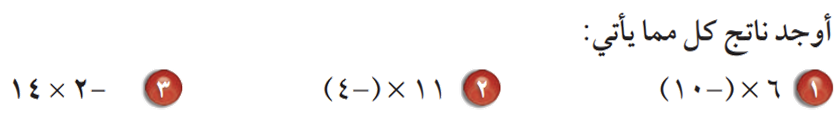 أوجد ناتج كل مما يأتي:
١ ٦ × (−١٠) ٢ ١١ × (−٤) ٣ −٢ × ١٤